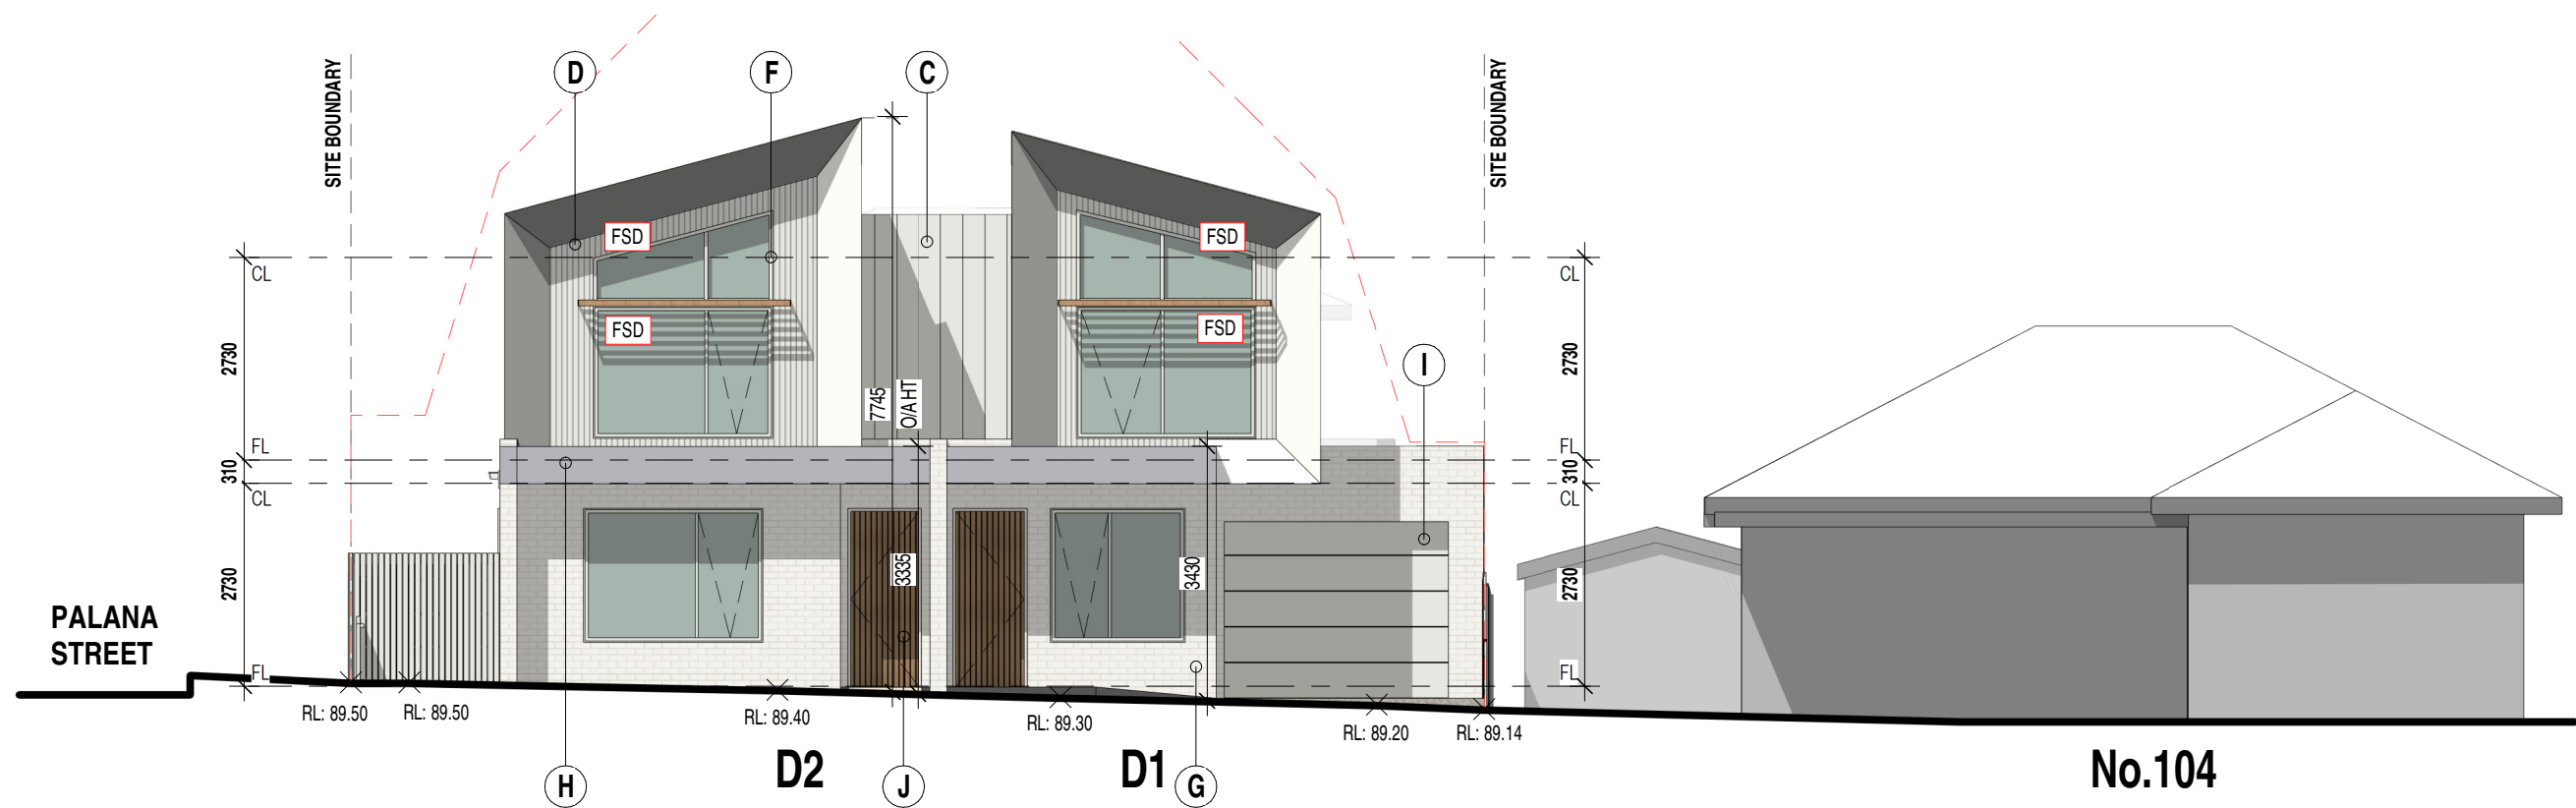 SITE BOUNDARY
D
F
C
SITE BOUNDARY
FSD
FSD
CL
CL
FSD
FSD
2730
2730
I
7745
O/A HT
FL
FL
310
310
CL
CL
3335
3430
2730
2730
PALANA
STREET
FL
FL
RL: 89.50
RL: 89.50
RL: 89.40
RL: 89.30
RL: 89.20
RL: 89.14
H
D2
J
D1
G
No.104